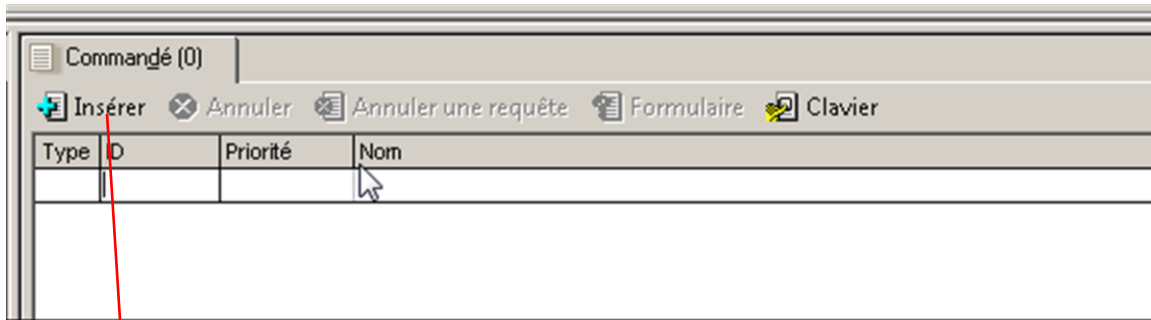 Commandé (0)
Insérer Annuler Annuler une requête Formulaire Clavier
Type ID Priorité Nom